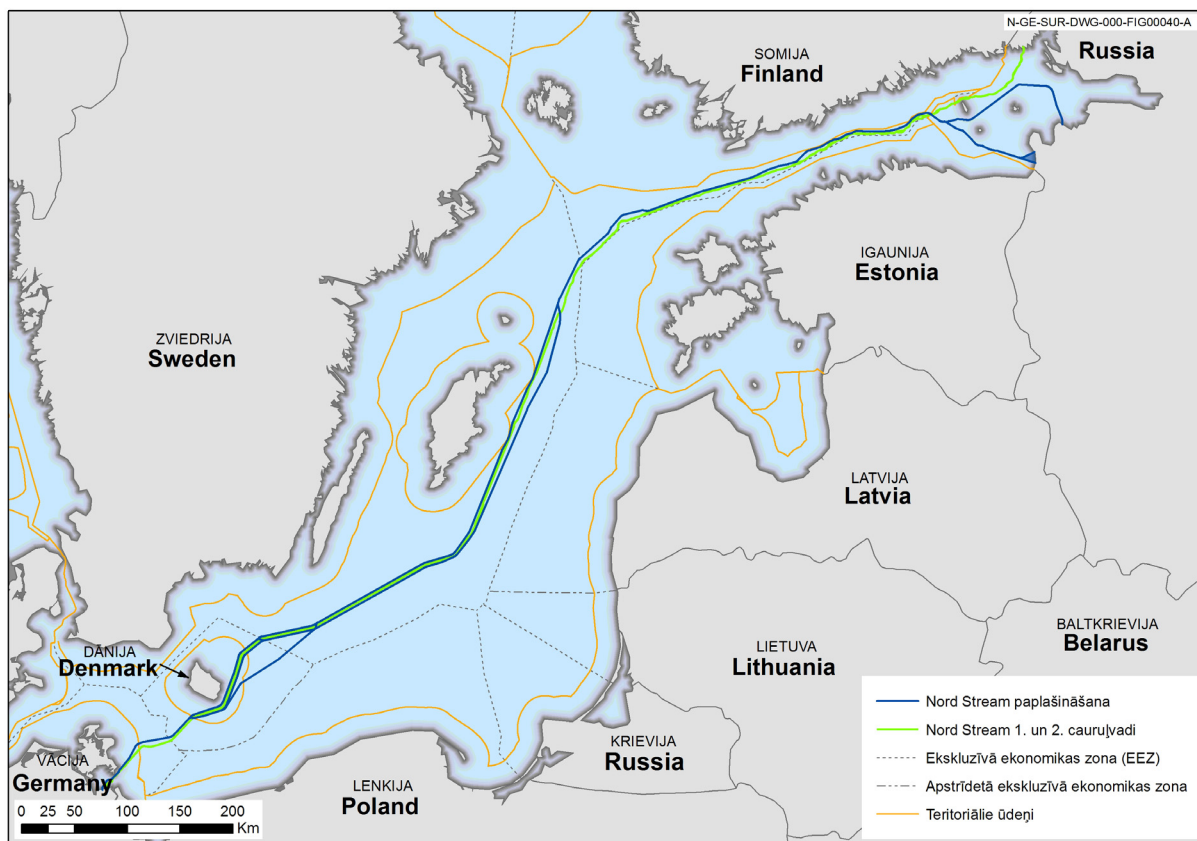 N-GE-SUR-DWG-000-FIG00040-A
SOMIJA
Finland
Russia
IGAUNIJA
Estonia
ZVIEDRIJA
Sweden
LATVIJA
Latvia
BALTKRIEVIJA
Belarus
LIETUVA
Lithuania
DĀNIJA
Denmark
KRIEVIJA
Russia
VĀCIJA
Germany
LENKIJA
Poland
0 25 50 100 150 200
Km
Nord Stream paplašināšana
Nord Stream 1. un 2. cauruļvadi
Ekskluzīvā ekonomikas zona (EEZ)
Apstrīdētā ekskluzīvā ekonomikas zona
Teritoriālie ūdeņi